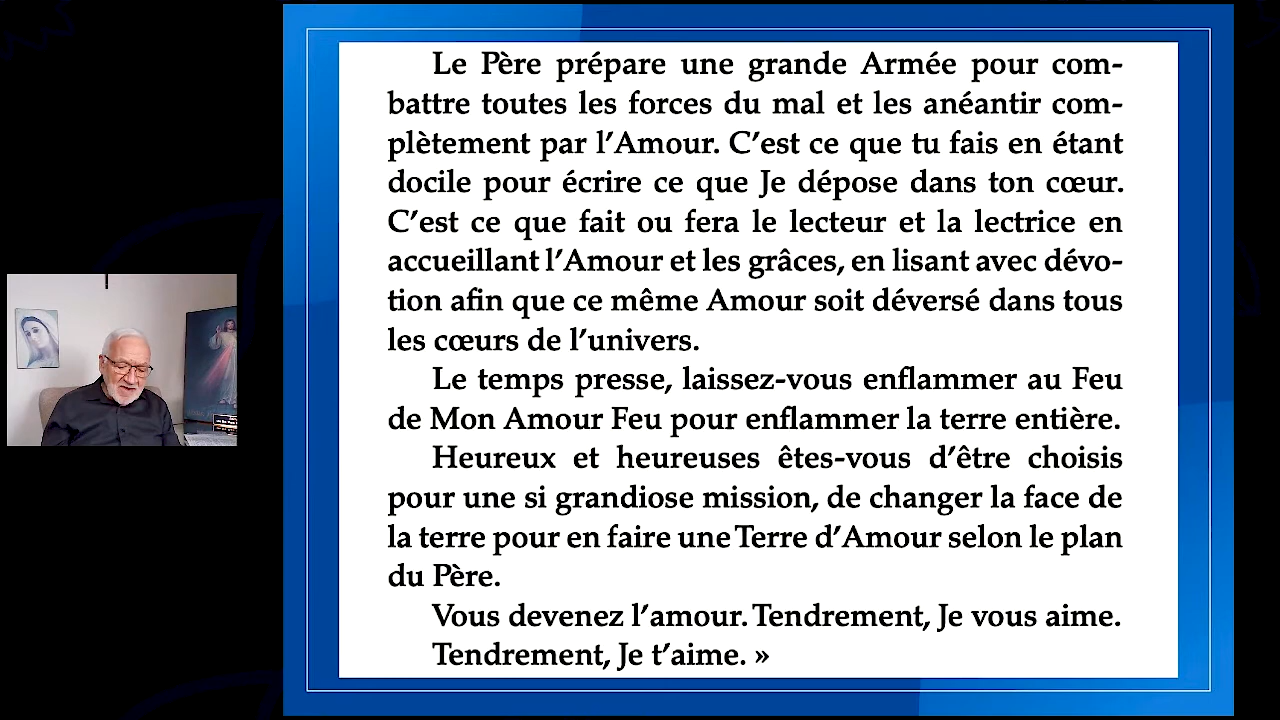 Le Père prépare une grande Armée pour com-
battre toutes les forces du mal et les anéantir com-
plètement par l'Amour. C'est ce que tu fais en étant
docile pour écrire ce que Je dépose dans ton cœur.
C'est ce que fait ou fera le lecteur et la lectrice en
accueillant l'Amour et les grâces, en lisant avec dévo-
tion afin que ce même Amour soit déversé dans tous
les cœurs de l'univers.
Le temps presse, laissez-vous enflammer au Feu
de Mon Amour Feu pour enflammer la terre entière.
Heureux et heureuses êtes-vous d'être choisis
pour une si grandiose mission, de changer la face de
la terre pour en faire une Terre d'Amour selon le plan
du Père.
Vous devenez l'amour. Tendrement, Je vous aime.
Tendrement, Je t'aime. »